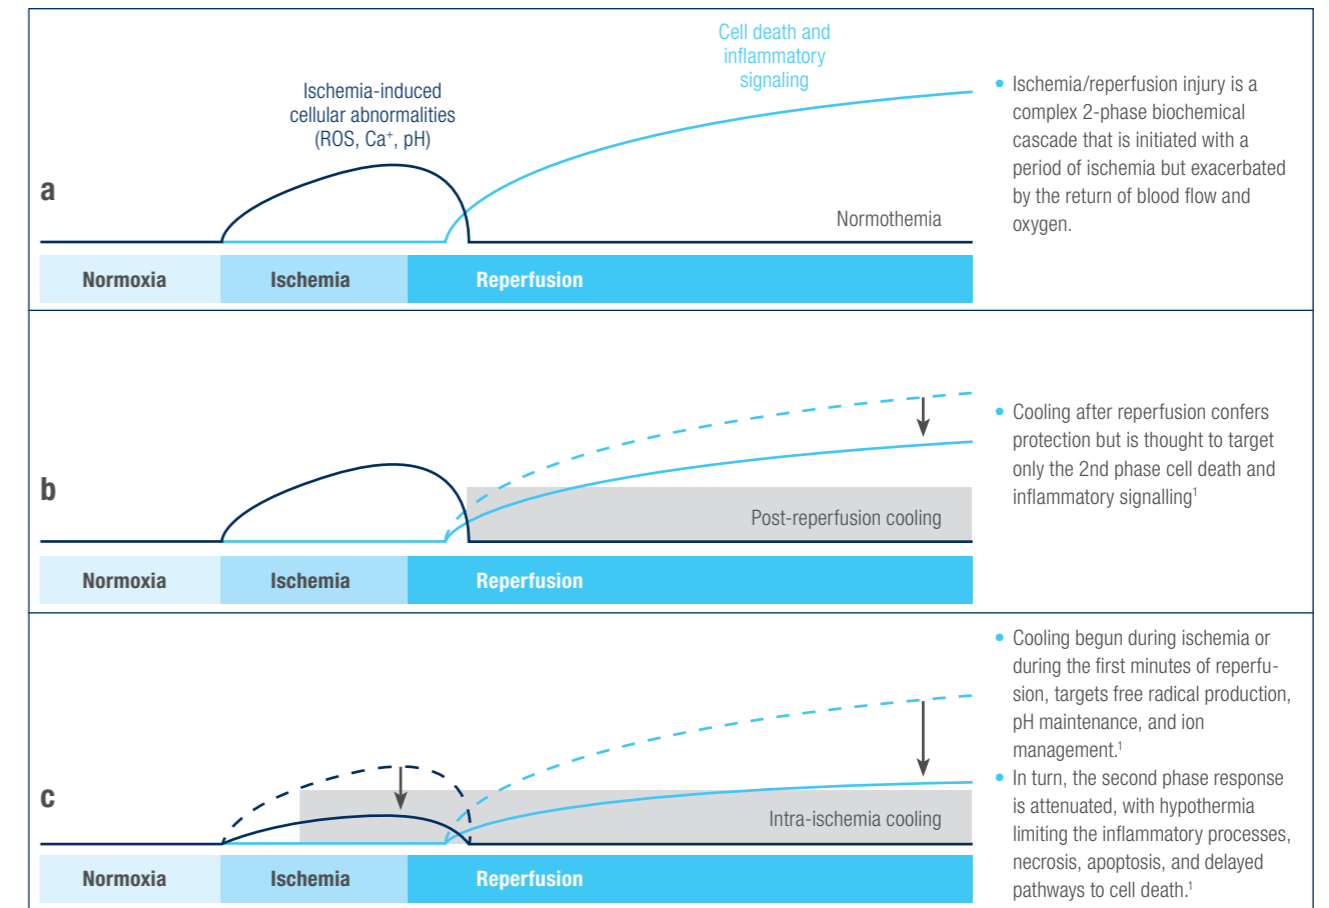 Cell death and
inflammatory
signaling
Ischemia-induced
cellular abnormalities
(ROS, Ca+, pH)
a
Normothemia
Normoxia Ischemia Reperfusion
• Ischemia/reperfusion injury is a
complex 2-phase biochemical
cascade that is initiated with a
period of ischemia but exacerbated
by the return of blood flow and
oxygen.
b
Post-reperfusion cooling
Normoxia Ischemia Reperfusion
• Cooling after reperfusion confers
protection but is thought to target
only the 2nd phase cell death and
inflammatory signalling1
c
Intra-ischemia cooling
Normoxia Ischemia Reperfusion
• Cooling begun during ischemia or
during the first minutes of reperfu-
sion, targets free radical production,
pH maintenance, and ion
management.1
• In turn, the second phase response
is attenuated, with hypothermia
limiting the inflammatory processes,
necrosis, apoptosis, and delayed
pathways to cell death.1